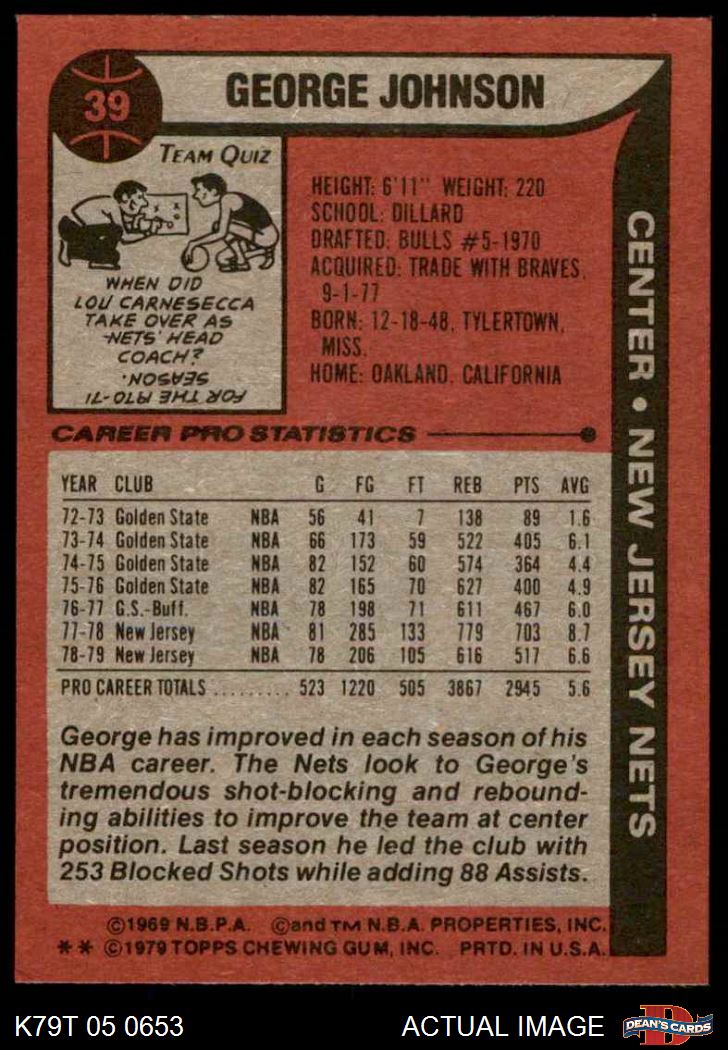 39
GEORGE JOHNSON
TEAM QUIZ
WHEN DID
LOU CARNESECCA
TAKE OVER AS
NETS' HEAD
COACH?
FOR THE 1970-71
SEASON.
HEIGHT: 6'11" WEIGHT: 220
SCHOOL: DILLARD
DRAFTED: BULLS #5-1970
ACQUIRED: TRADE WITH BRAVES,
9-1-77
BORN: 12-18-48, TYLERTOWN,
MISS.
HOME: OAKLAND, CALIFORNIA
CENTER • NEW JERSEY NETS
CAREER PRO STATISTICS
YEAR CLUB G FG FT REB PTS AVG
72-73 Golden State NBA 56 41 7 138 89 1.6
73-74 Golden State NBA 66 173 59 522 405 6.1
74-75 Golden State NBA 82 152 60 574 364 4.4
75-76 Golden State NBA 82 165 70 627 400 4.9
76-77 G.S.-Buff. NBA 78 198 71 611 467 6.0
77-78 New Jersey NBA 81 285 133 779 703 8.7
78-79 New Jersey NBA 78 206 105 616 517 6.6
PRO CAREER TOTALS ......... 523 1220 505 3867 2945 5.6
George has improved in each season of his
NBA career. The Nets look to George's
tremendous shot-blocking and rebound-
ing abilities to improve the team at center
position. Last season he led the club with
253 Blocked Shots while adding 88 Assists.
©1969 N.B.P.A. ©and TM N.B.A. PROPERTIES, INC.
** ©1979 TOPPS CHEWING GUM, INC. PRTD. IN U.S.A.
K79T 05 0653 ACTUAL IMAGE
D
DEAN'S CARDS